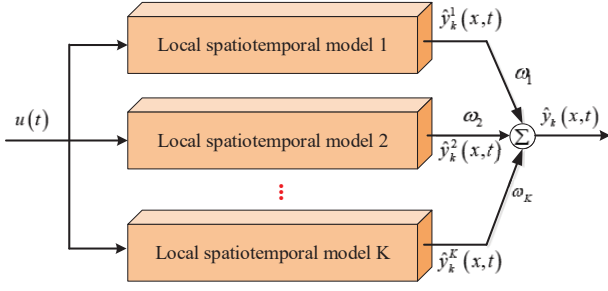 ŷ_k^1(x,t)
Local spatiotemporal model 1
ω_1
u(t)
Local spatiotemporal model 2
ω_2
Σ
ŷ_k(x,t)
ŷ_k^2(x,t)
⋮
ω_K
Local spatiotemporal model K
ŷ_k^K(x,t)